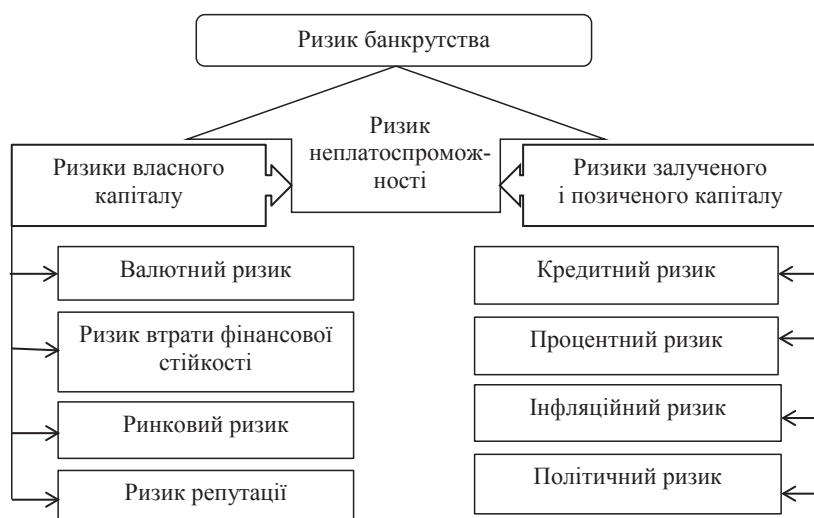 Ризик банкрутства
Ризик
неплатоспромож-
ності
Ризики власного
капіталу
Ризики залученого
і позиченого капіталу
Валютний ризик
Ризик втрати фінансової
стійкості
Ринковий ризик
Ризик репутації
Кредитний ризик
Процентний ризик
Інфляційний ризик
Політичний ризик